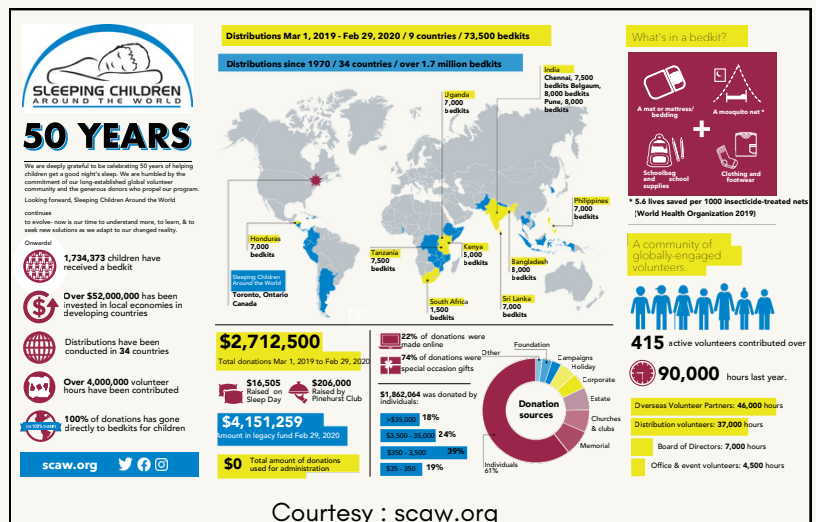 SLEEPING CHILDREN
AROUND THE WORLD
50 YEARS
We are deeply grateful to be celebrating 50 years of helping
children get a good night's sleep. We are humbled by the
commitment of our long-established global volunteer
community and the generous donors who propel our program.
Looking forward, Sleeping Children Around the World
continues
to evolve- now is our time to understand more, to learn, & to
seek new solutions as we adapt to our changed reality.
Onwards!
1,734,373 children have
received a bedkit
Over $52,000,000 has been
invested in local economies in
developing countries
Distributions have been
conducted in 34 countries
Over 4,000,000 volunteer
hours have been contributed
100% of donations has gone
directly to bedkits for children
scaw.org
Distributions Mar 1, 2019 - Feb 29, 2020 / 9 countries / 73,500 bedkits
Distributions since 1970 / 34 countries / over 1.7 million bedkits
India
Chennai, 7,500
bedkits Belgaum,
8,000 bedkits
Pune, 8,000
bedkits
Uganda
7,000
bedkits
Philippines
7,000
bedkits
Honduras
7,000
bedkits
Tanzania
7,500
bedkits
Kenya
5,000
bedkits
Bangladesh
8,000
bedkits
Sleeping Children
Around the World
Toronto, Ontario
Canada
South Africa
1,500
bedkits
Sri Lanka
7,000
bedkits
$2,712,500
Total donations Mar 1, 2019 to Feb 29, 2020
$16,505
Raised on
Sleep Day
$206,000
Raised by
Pinehurst Club
$4,151,259
Amount in legacy fund Feb 29, 2020
$0 Total amount of donations
used for administration
22% of donations were
made online
74% of donations were
special occasion gifts
$1,862,064 was donated by
individuals:
>$35,000 18%
$3,500 - 35,000 24%
$350 - 3,500 39%
$35 - 350 19%
Donation
sources
Other
Foundation
Campaigns
Holiday
Corporate
Estate
Churches
& clubs
Memorial
Individuals
61%
What's in a bedkit?
A mat or mattress/
bedding
A mosquito net *
+
Schoolbag
and school
supplies
Clothing and
footwear
* 5.6 lives saved per 1000 insecticide-treated nets
(World Health Organization 2019)
A community of
globally-engaged
volunteers.
415 active volunteers contributed over
90,000 hours last year.
Overseas Volunteer Partners: 46,000 hours
Distribution volunteers: 37,000 hours
Board of Directors: 7,000 hours
Office & event volunteers: 4,500 hours
Courtesy : scaw.org